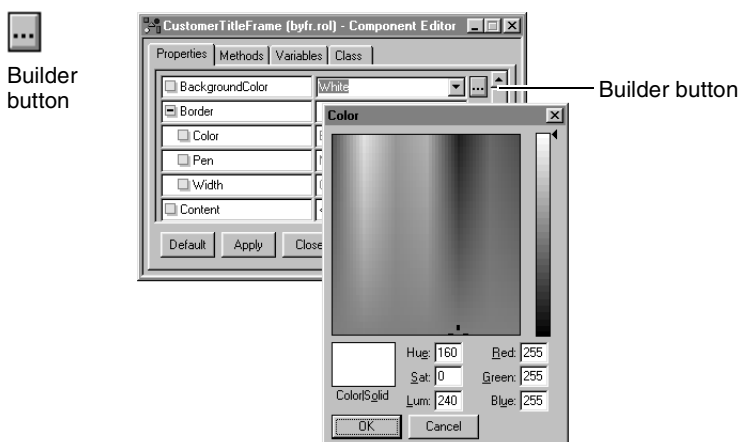 ...
Builder
button
CustomerTitleFrame (byfr.rol) - Component Editor
Properties Methods Variables Class
BackgroundColor White ...
Builder button
Border
Color
Pen
Width
Content
Default Apply Close
Color
Color|Solid
Hue: 160
Sat: 0
Lum: 240
Red: 255
Green: 255
Blue: 255
OK Cancel